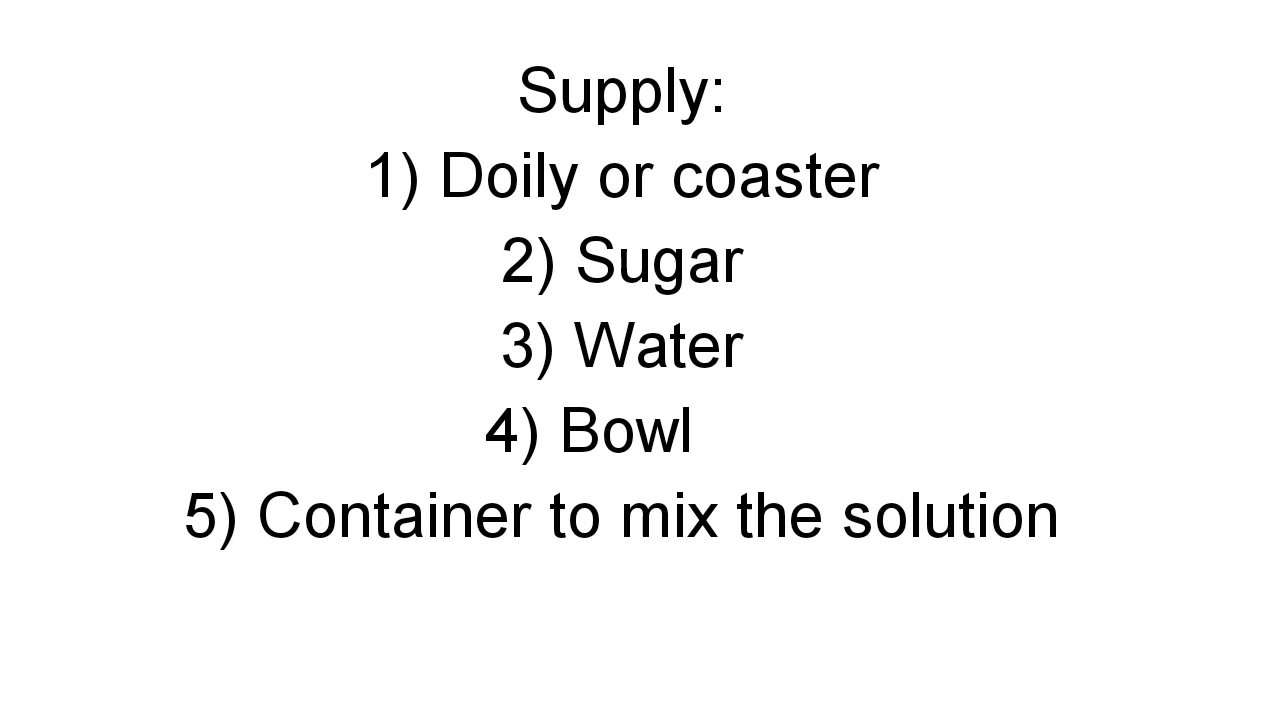 Supply:
1) Doily or coaster
2) Sugar
3) Water
4) Bowl
5) Container to mix the solution